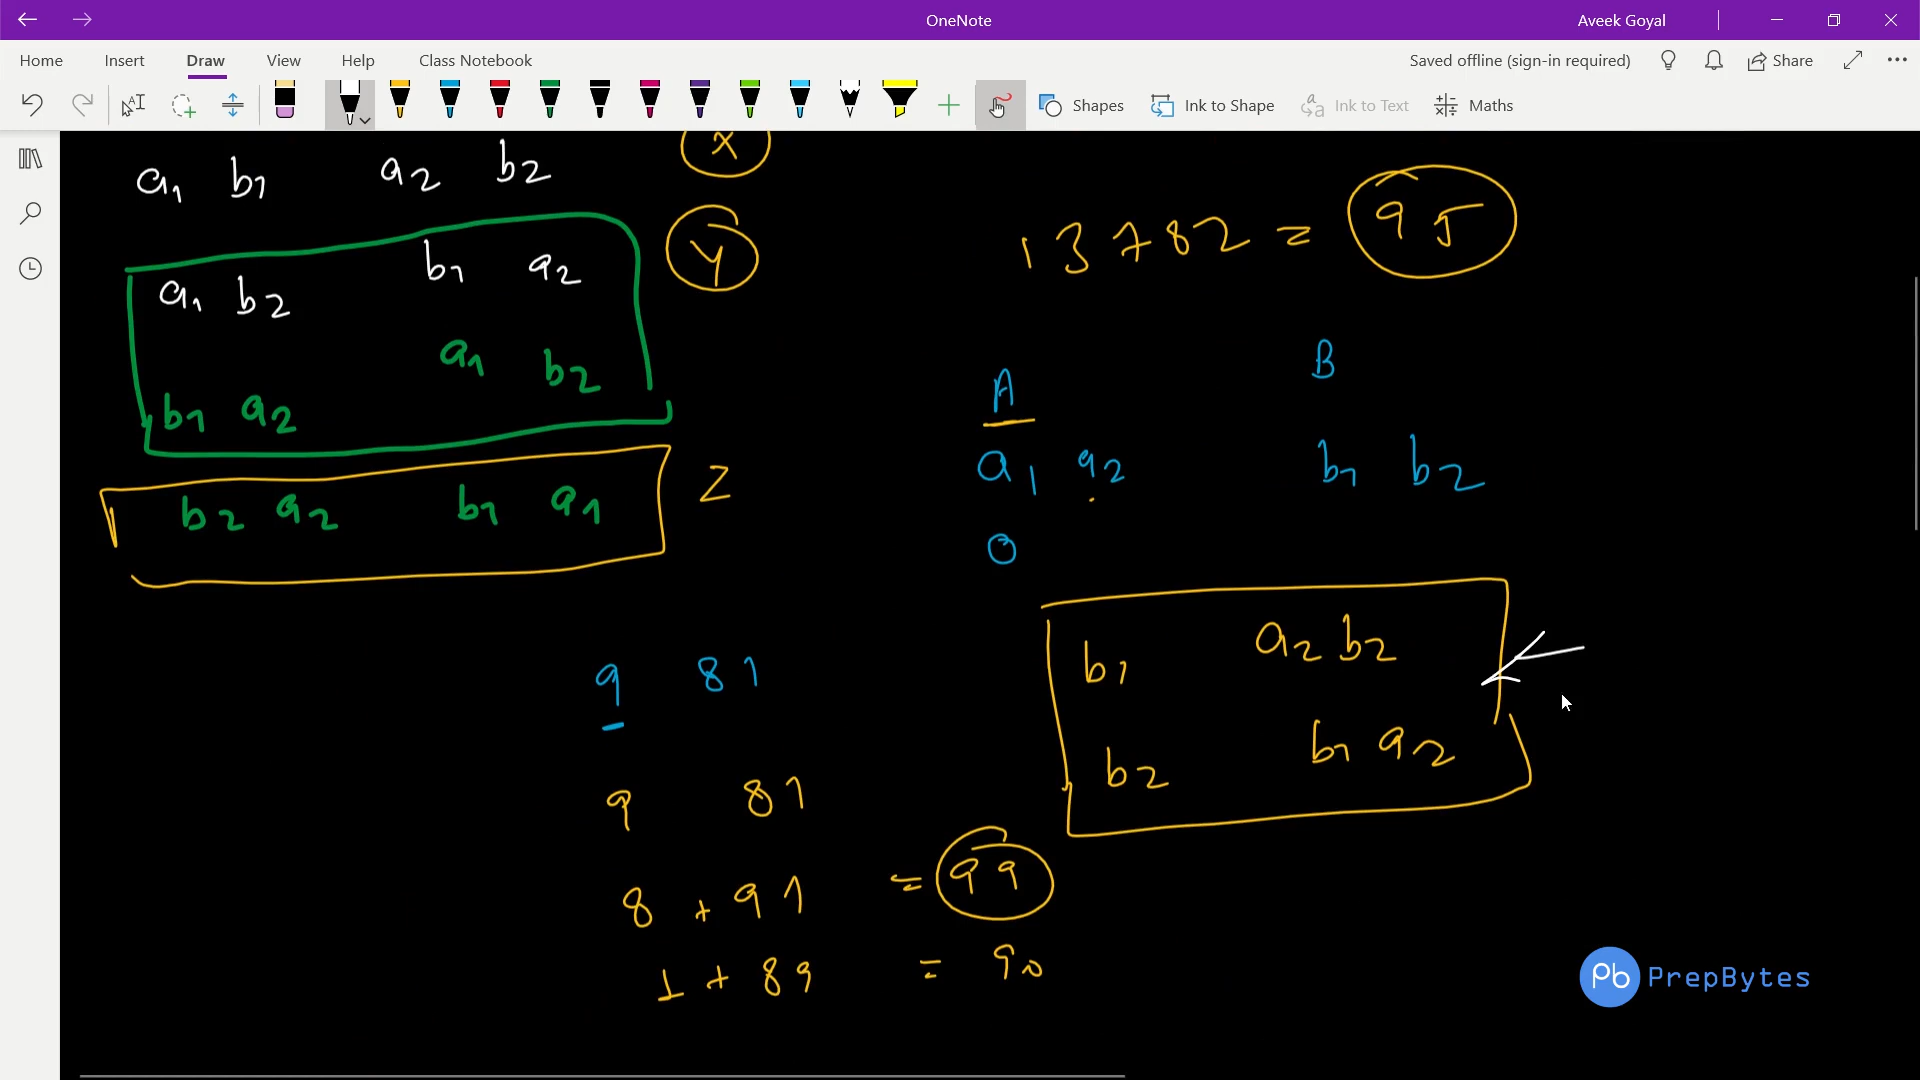 OneNote
Aveek Goyal
Home Insert Draw View Help Class Notebook
Saved offline (sign-in required) Share
Shapes Ink to Shape Ink to Text Maths
a1 b1 a2 b2
X
Y
a1 b2 b1 a2
a1 b2
b1 a2
b2 a2 b1 a1
Z
13782 = 95
A B
a1 a2 b1 b2
0
b1 a2 b2
b2 b1 a2
9 81
9 81
8 + 91 = 99
1 + 89 = 90
Pb PrepBytes